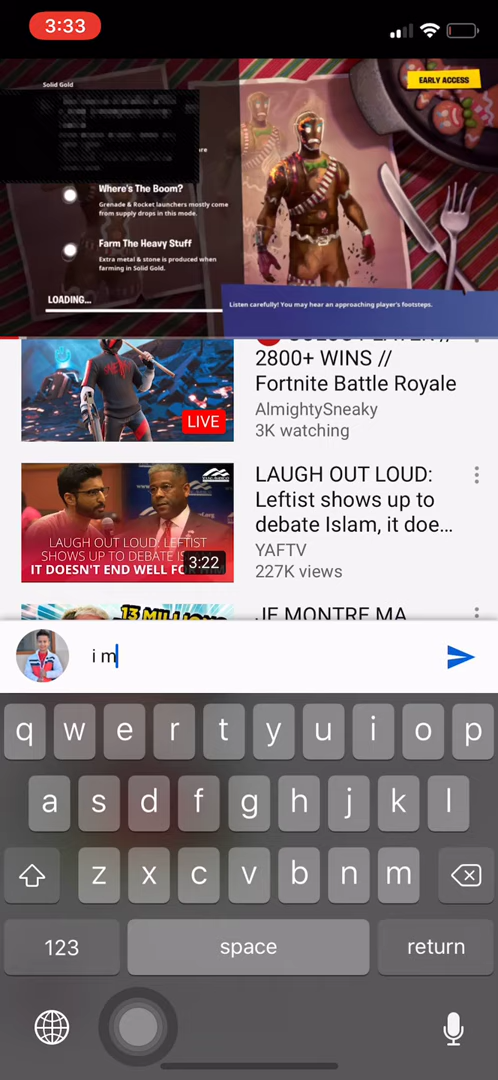 3:33
Solid Gold
EARLY ACCESS
Where's The Boom?
Grenade & Rocket launchers mostly come
from supply drops in this mode.
Farm The Heavy Stuff
Extra metal & stone is produced when
farming in Solid Gold.
LOADING...
Listen carefully! You may hear an approaching player's footsteps.
2800+ WINS //
Fortnite Battle Royale
AlmightySneaky
3K watching
LIVE
LAUGH OUT LOUD:
Leftist shows up to
debate Islam, it doe...
YAFTV
227K views
LAUGH OUT LOUD: LEFTIST
SHOWS UP TO DEBATE
IT DOESN'T END WELL FO
3:22
13
JE MONTRE MA
i m
q w e r t y u i o p
a s d f g h j k l
z x c v b n m
123 space return